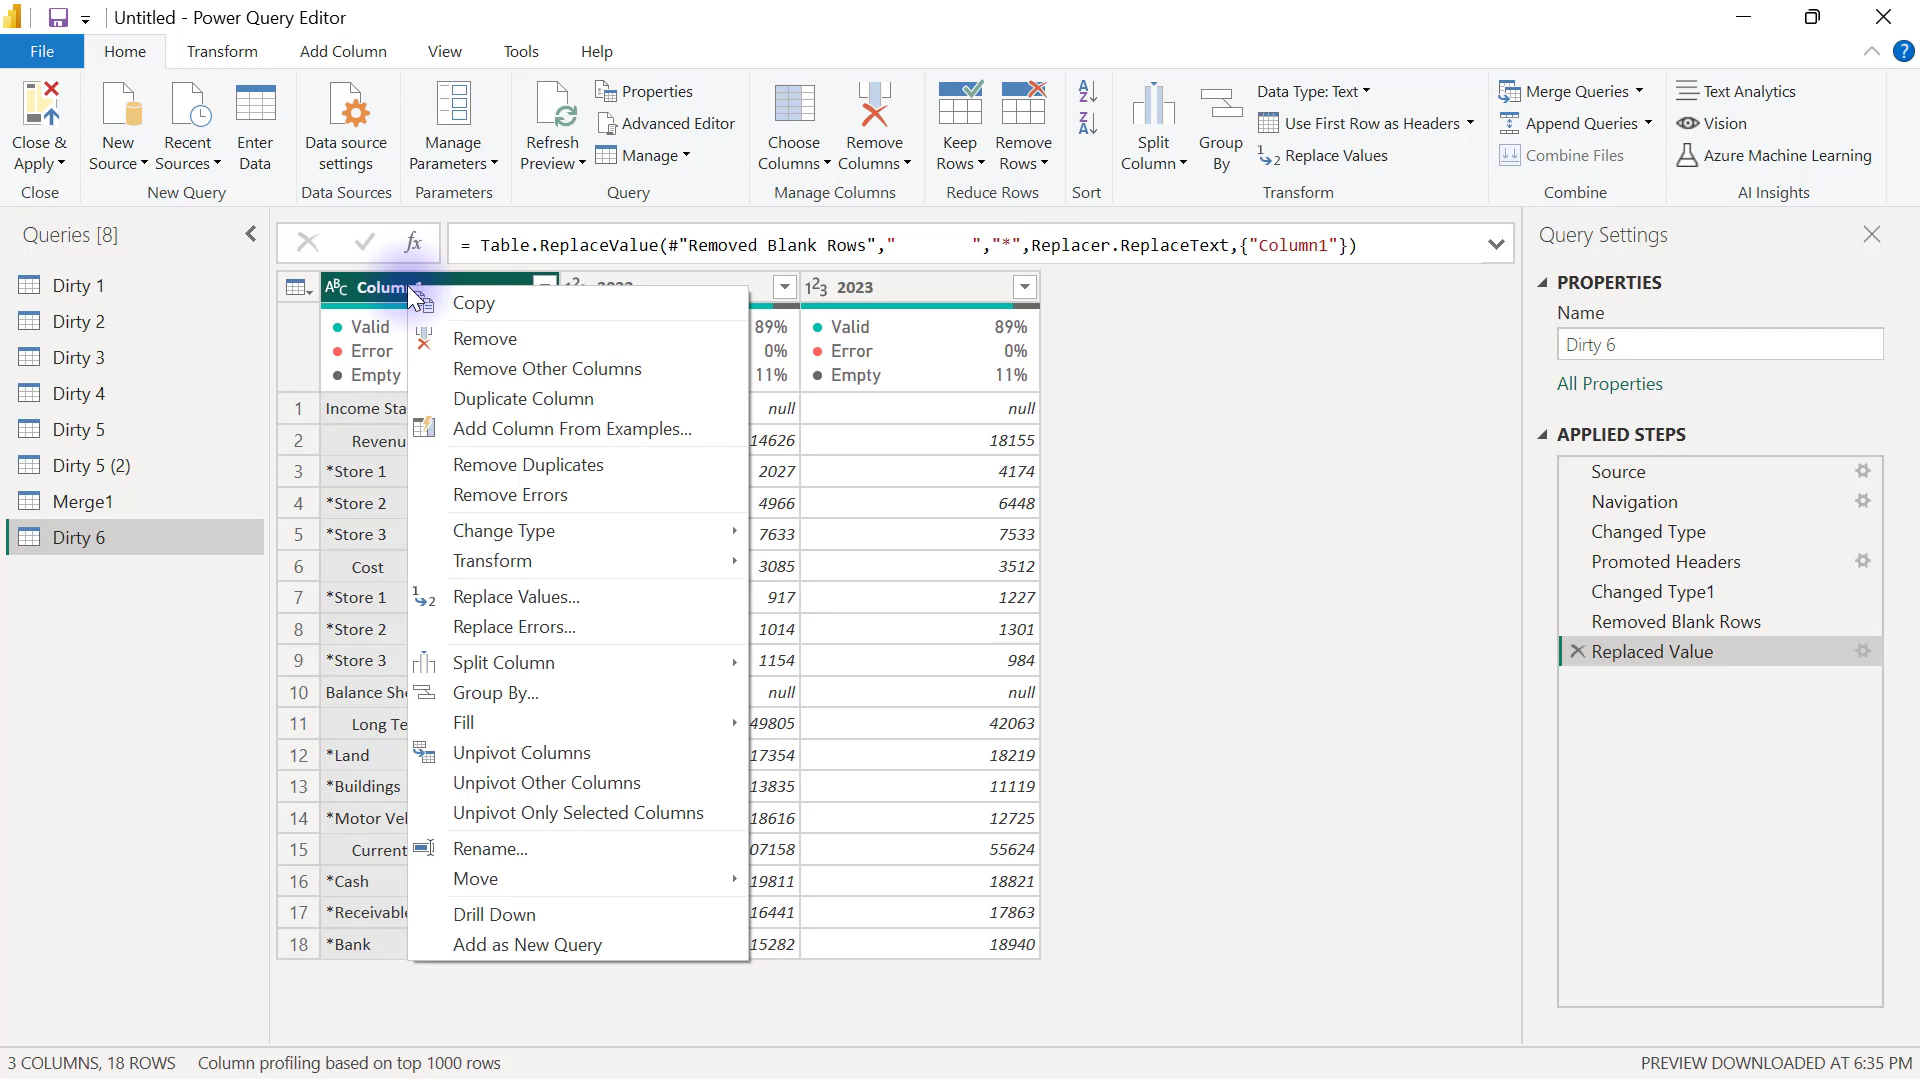 Untitled - Power Query Editor
File Home Transform Add Column View Tools Help
Close & Apply
Close
New Source
Recent Sources
Enter Data
New Query
Data source settings
Data Sources
Manage Parameters
Parameters
Refresh Preview
Properties
Advanced Editor
Manage
Query
Choose Columns
Remove Columns
Manage Columns
Keep Rows
Remove Rows
Reduce Rows
Sort
Split Column
Group By
Data Type: Text
Use First Row as Headers
Replace Values
Transform
Merge Queries
Append Queries
Combine Files
Combine
Text Analytics
Vision
Azure Machine Learning
AI Insights
Queries [8]
Dirty 1
Dirty 2
Dirty 3
Dirty 4
Dirty 5
Dirty 5 (2)
Merge1
Dirty 6
= Table.ReplaceValue(#"Removed Blank Rows","        ","*",Replacer.ReplaceText,{"Column1"})
2023
Valid 89% Valid 89%
Error 0% Error 0%
Empty 11% Empty 11%
1 Income Sta null null
2 Revenu 14626 18155
3 *Store 1 2027 4174
4 *Store 2 4966 6448
5 *Store 3 7633 7533
6 Cost 3085 3512
7 *Store 1 917 1227
8 *Store 2 1014 1301
9 *Store 3 1154 984
10 Balance She null null
11 Long Te 49805 42063
12 *Land 17354 18219
13 *Buildings 13835 11119
14 *Motor Vel 18616 12725
15 Current 07158 55624
16 *Cash 19811 18821
17 *Receivable 16441 17863
18 *Bank 15282 18940
Copy
Remove
Remove Other Columns
Duplicate Column
Add Column From Examples...
Remove Duplicates
Remove Errors
Change Type
Transform
Replace Values...
Replace Errors...
Split Column
Group By...
Fill
Unpivot Columns
Unpivot Other Columns
Unpivot Only Selected Columns
Rename...
Move
Drill Down
Add as New Query
Query Settings
PROPERTIES
Name
Dirty 6
All Properties
APPLIED STEPS
Source
Navigation
Changed Type
Promoted Headers
Changed Type1
Removed Blank Rows
Replaced Value
3 COLUMNS, 18 ROWS Column profiling based on top 1000 rows
PREVIEW DOWNLOADED AT 6:35 PM